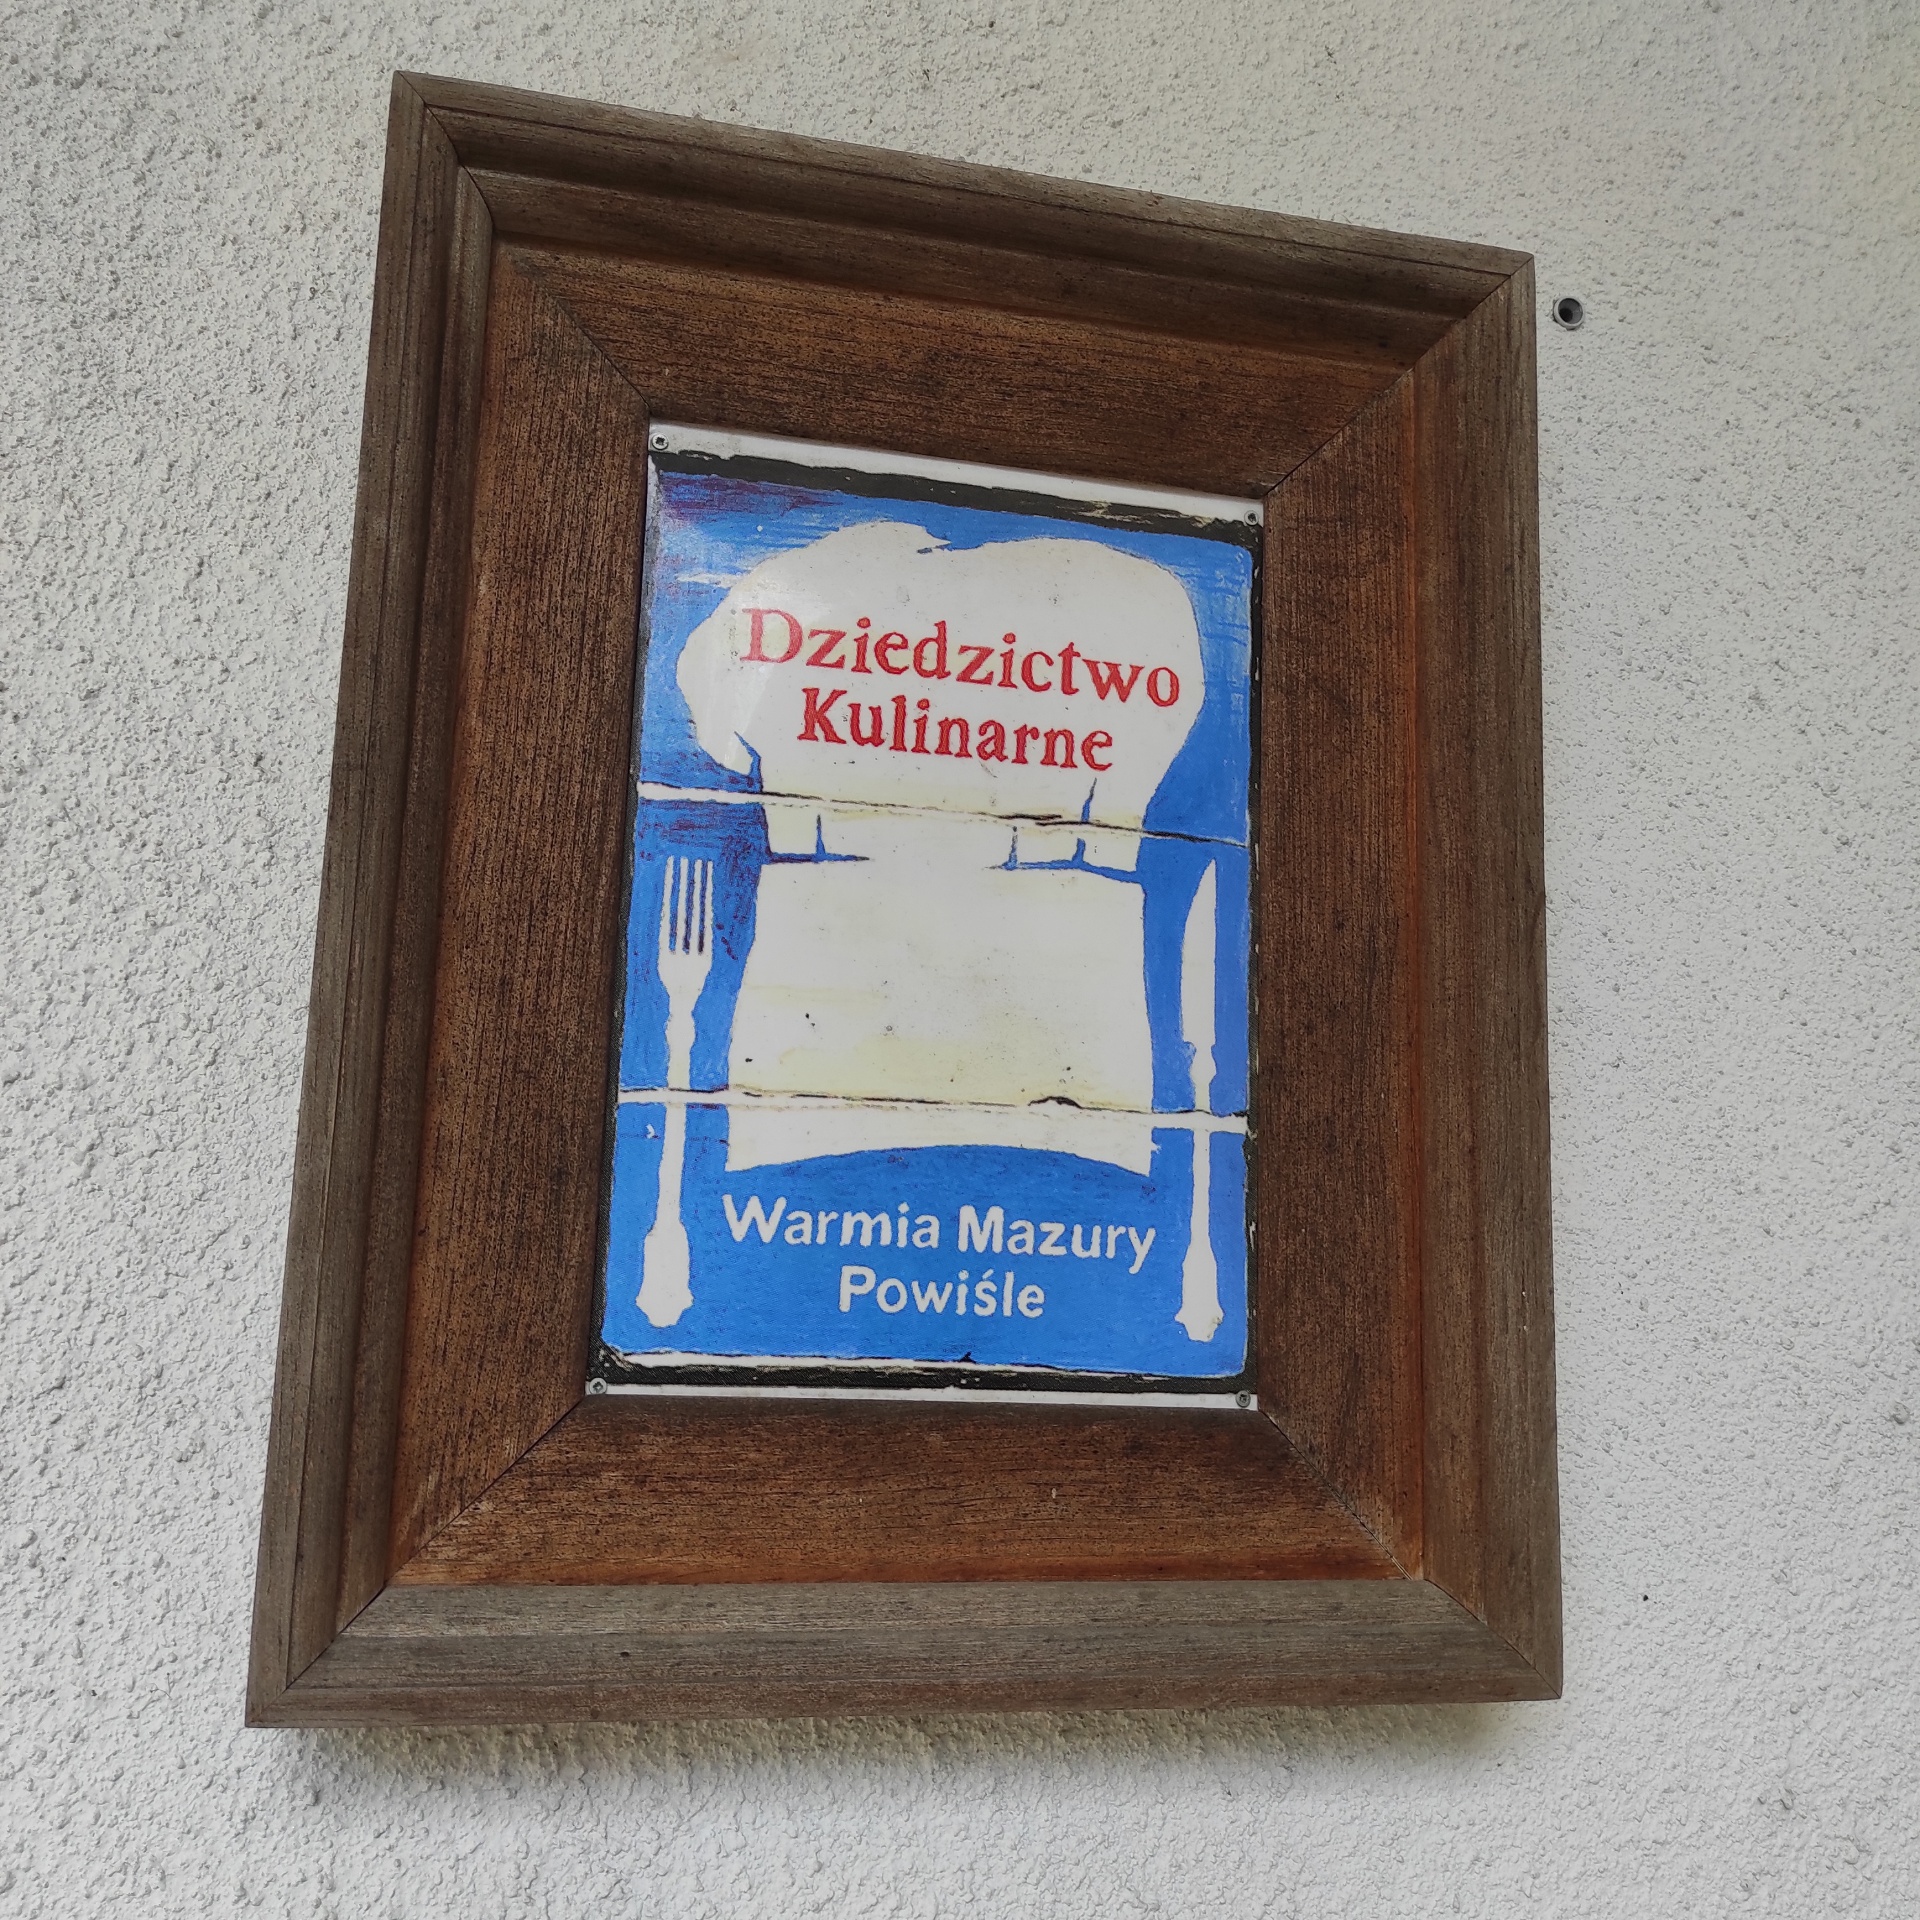 Dziedzictwo
Kulinarne
Warmia Mazury
Powiśle